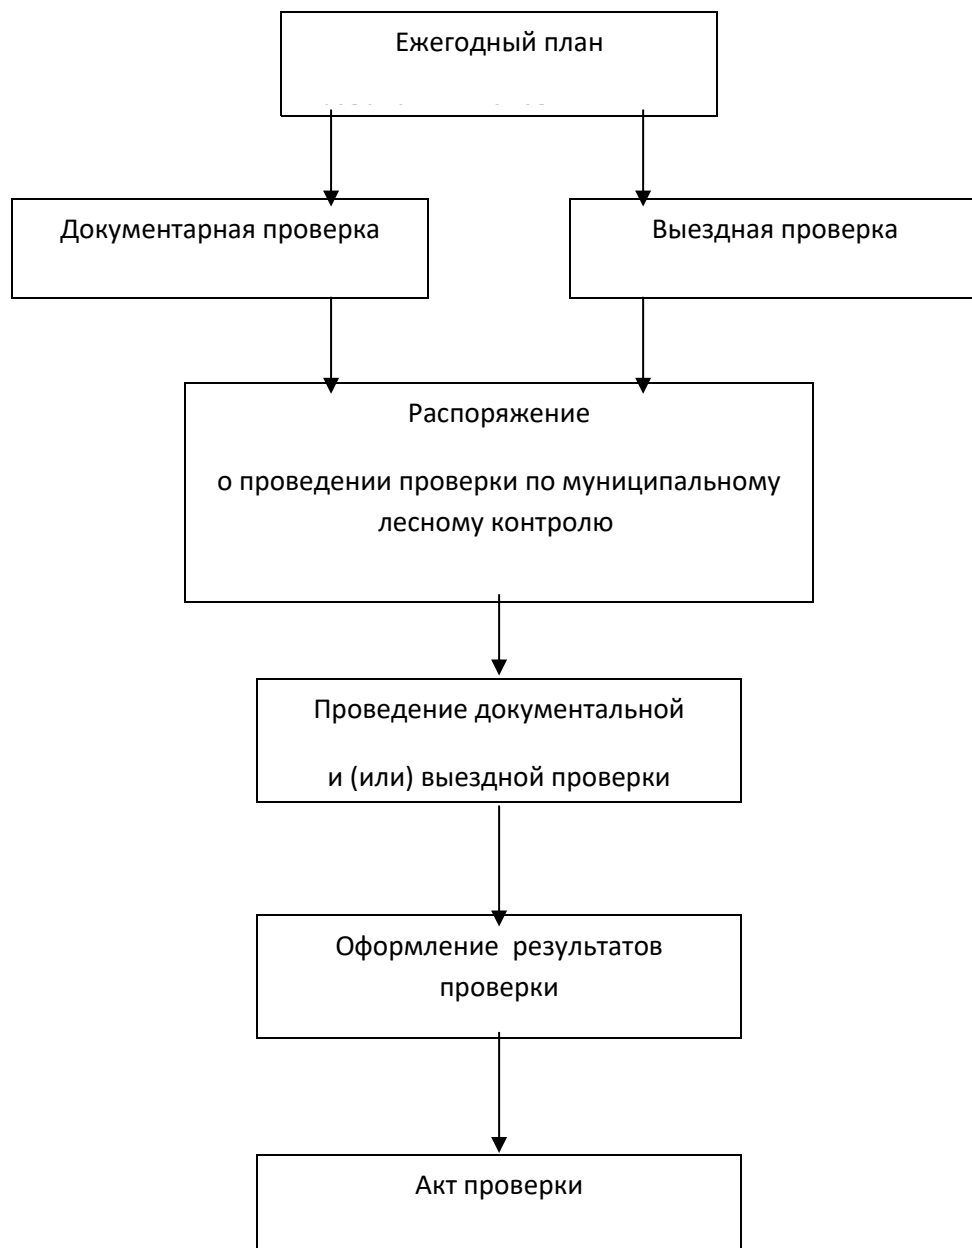 Ежегодный план
Документарная проверка
Выездная проверка
Распоряжение
о проведении проверки по муниципальному
лесному контролю
Проведение документальной
и (или) выездной проверки
Оформление результатов
проверки
Акт проверки